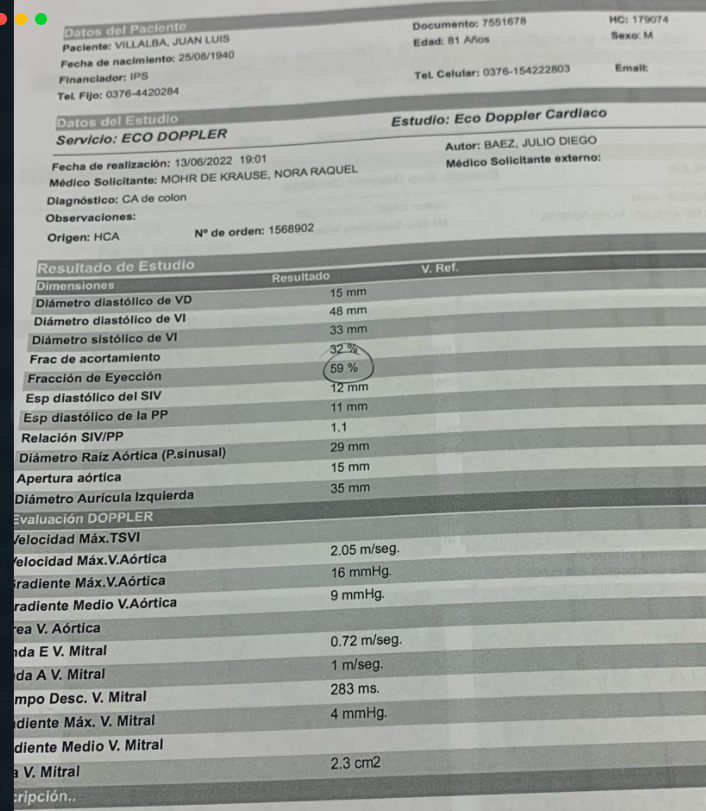 Datos del Paciente
Paciente: VILLALBA, JUAN LUIS
Documento: 7551678
HC: 179074
Fecha de nacimiento: 25/08/1940
Edad: 81 Años
Sexo: M
Financiador: IPS
Tel. Fijo: 0376-4420284
Tel. Celular: 0376-154222803
Email:
Datos del Estudio
Servicio: ECO DOPPLER
Estudio: Eco Doppler Cardiaco
Fecha de realización: 13/06/2022 19:01
Autor: BAEZ, JULIO DIEGO
Médico Solicitante: MOHR DE KRAUSE, NORA RAQUEL
Médico Solicitante externo:
Diagnóstico: CA de colon
Observaciones:
Origen: HCA
Nº de orden: 1568902
Resultado de Estudio
Dimensiones Resultado V. Ref.
Diámetro diastólico de VD 15 mm
Diámetro diastólico de VI 48 mm
Diámetro sistólico de VI 33 mm
Frac de acortamiento 32 %
Fracción de Eyección 59 %
Esp diastólico del SIV 12 mm
Esp diastólico de la PP 11 mm
Relación SIV/PP 1.1
Diámetro Raíz Aórtica (P.sinusal) 29 mm
Apertura aórtica 15 mm
Diámetro Aurícula Izquierda 35 mm
Evaluación DOPPLER
Velocidad Máx.TSVI
Velocidad Máx.V.Aórtica 2.05 m/seg.
Gradiente Máx.V.Aórtica 16 mmHg.
radiente Medio V.Aórtica 9 mmHg.
rea V. Aórtica
nda E V. Mitral 0.72 m/seg.
da A V. Mitral 1 m/seg.
mpo Desc. V. Mitral 283 ms.
diente Máx. V. Mitral 4 mmHg.
diente Medio V. Mitral
a V. Mitral 2.3 cm2
cripción..